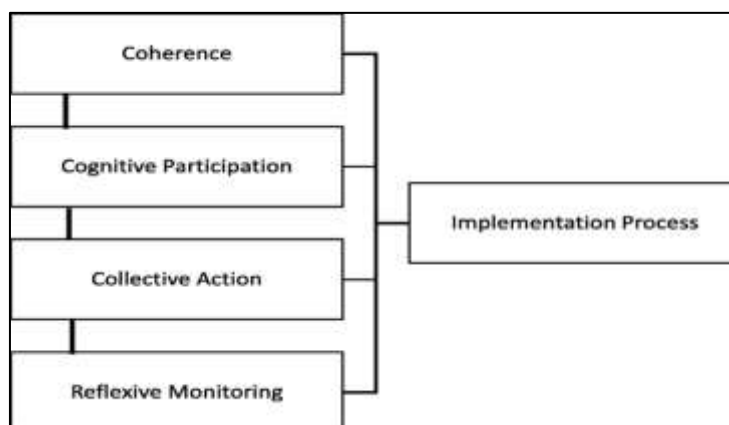 Coherence
Cognitive Participation
Implementation Process
Collective Action
Reflexive Monitoring